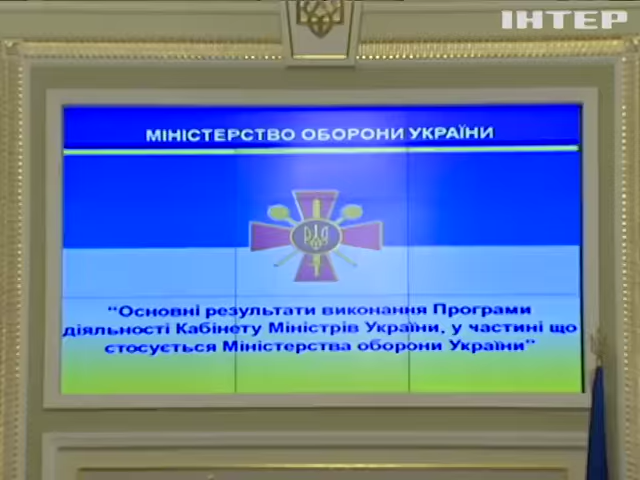 ІНТЕР
МІНІСТЕРСТВО ОБОРОНИ УКРАЇНИ
“Основні результати виконання Програми
діяльності Кабінету Міністрів України, у частині що
стосується Міністерства оборони України”